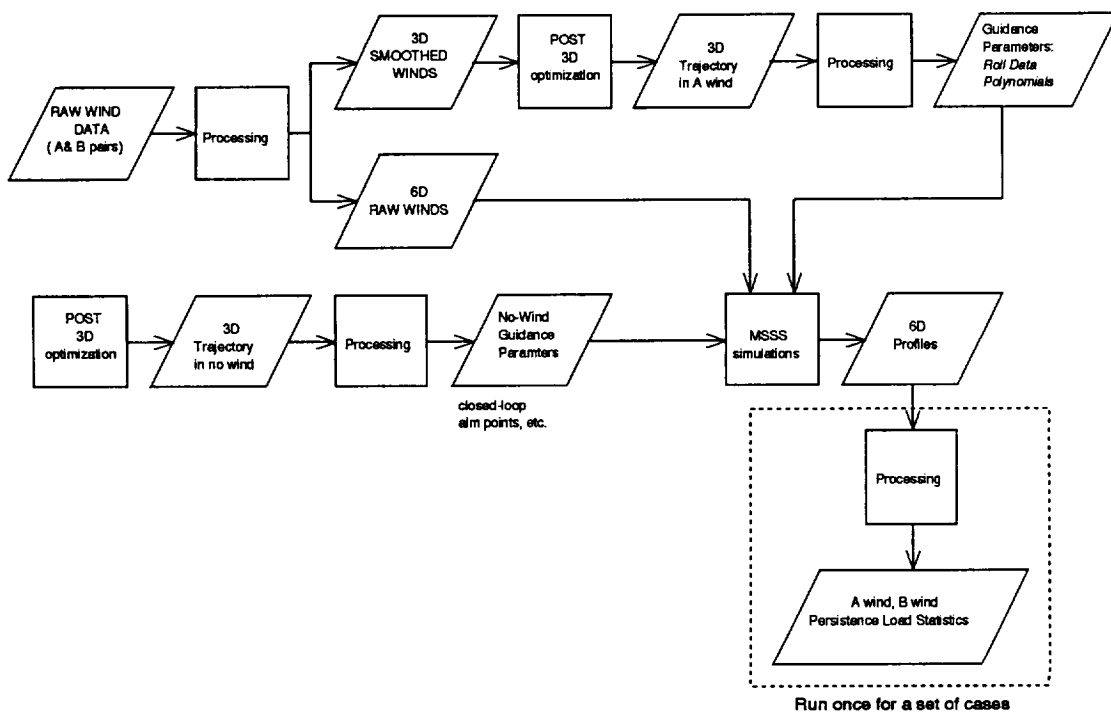 RAW WIND
DATA
( A& B pairs)
Processing
3D
SMOOTHED
WINDS
POST
3D
optimization
3D
Trajectory
in A wind
Processing
Guidance
Parameters:
Roll Data
Polynomials
6D
RAW WINDS
POST
3D
optimization
3D
Trajectory
in no wind
Processing
No-Wind
Guidance
Paramters
closed-loop
aim points, etc.
MSSS
simulations
6D
Profiles
Processing
A wind, B wind
Persistence Load Statistics
Run once for a set of cases